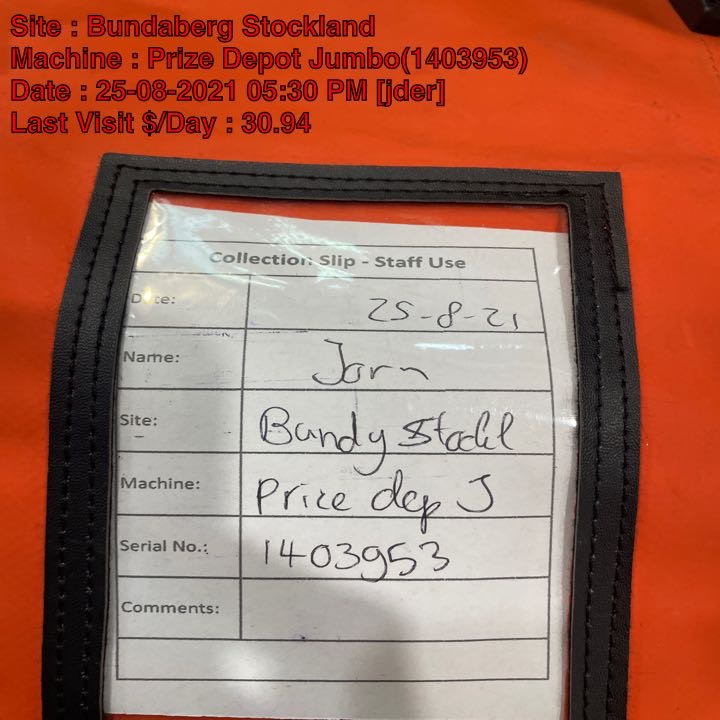 Site : Bundaberg Stockland
Machine : Prize Depot Jumbo(1403953)
Date : 25-08-2021 05:30 PM [jder]
Last Visit $/Day : 30.94
Collection Slip - Staff Use
Date: 25-8-21
Name: Jorn
Site: Bundy Stockl
Machine: Prize dep J
Serial No.: 1403953
Comments: